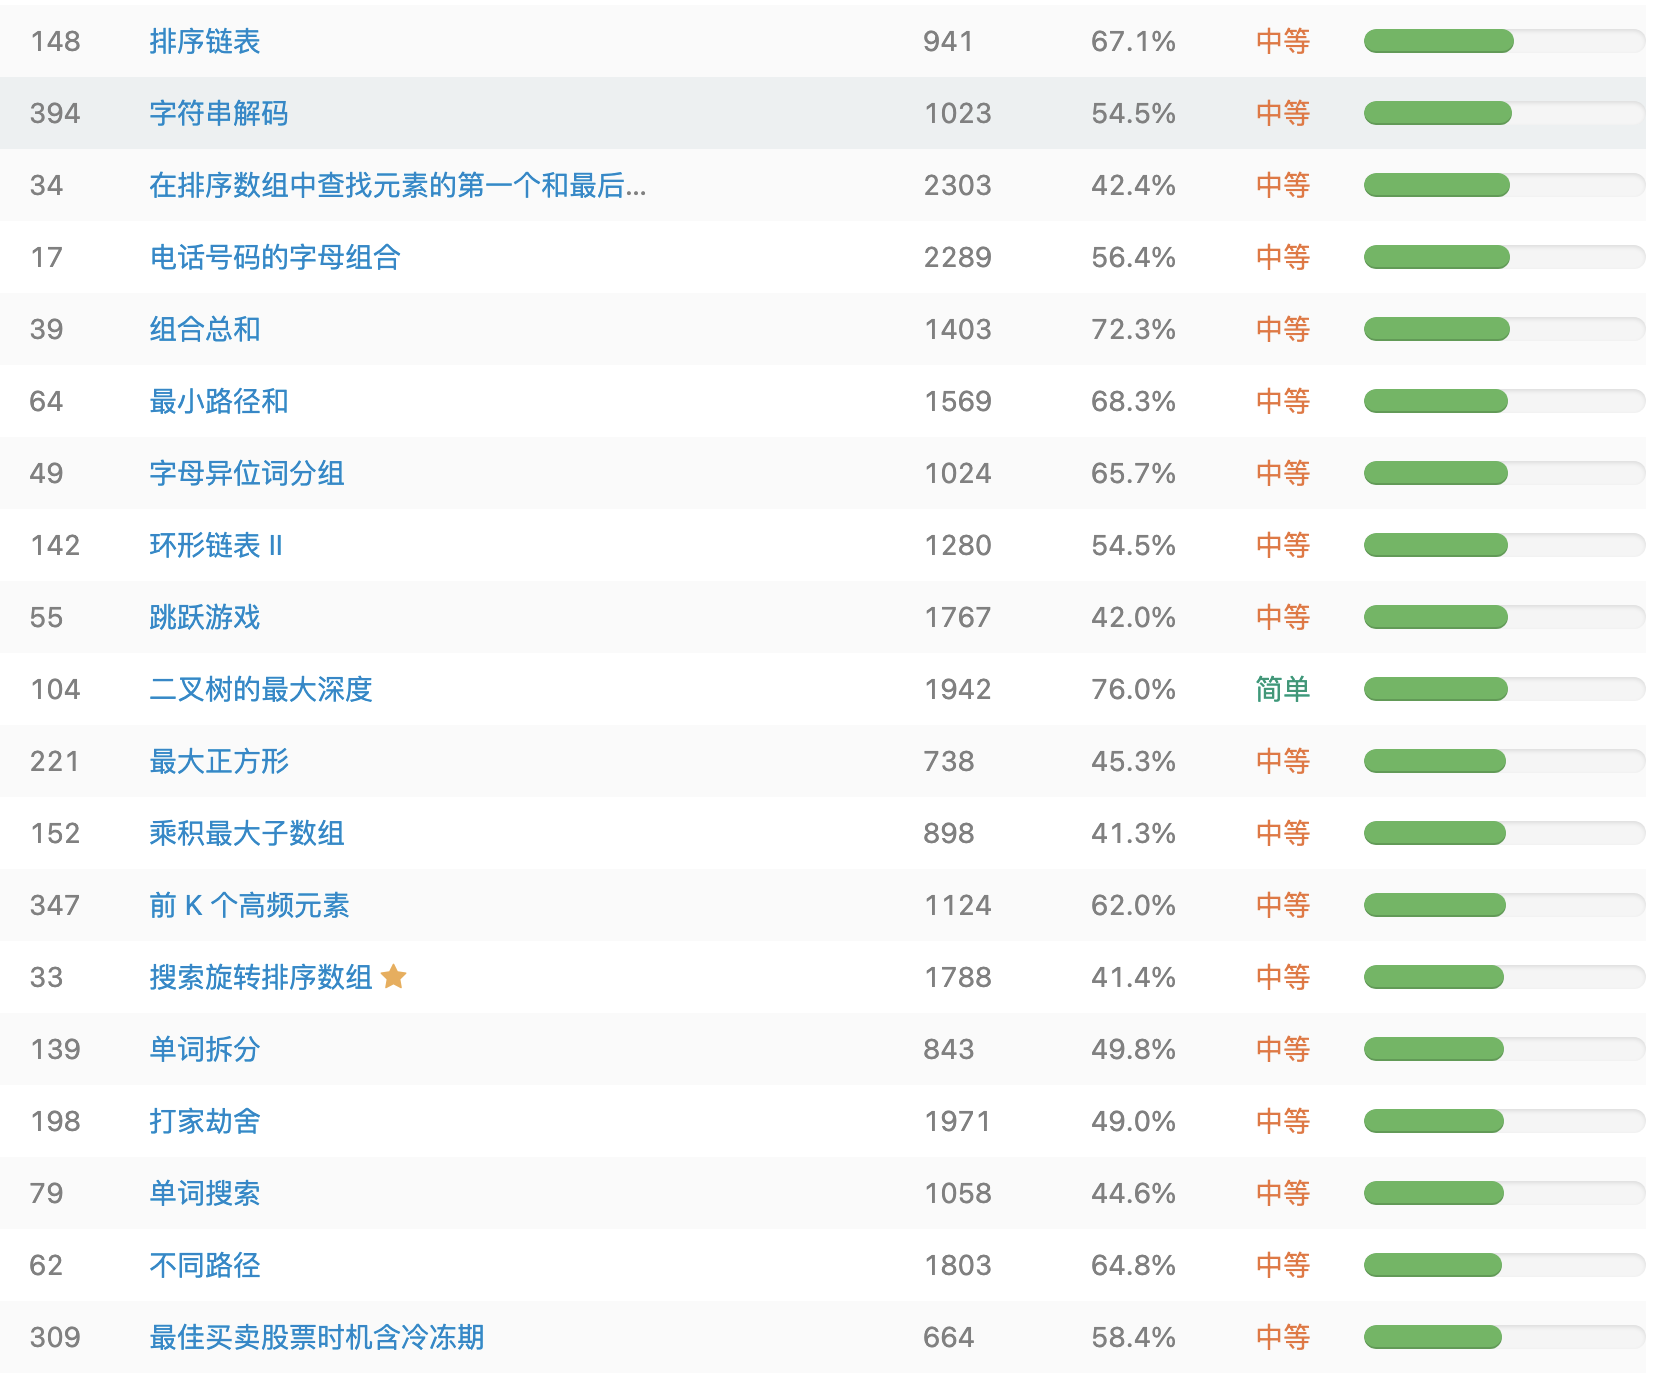 148 排序链表 941 67.1% 中等
394 字符串解码 1023 54.5% 中等
34 在排序数组中查找元素的第一个和最后... 2303 42.4% 中等
17 电话号码的字母组合 2289 56.4% 中等
39 组合总和 1403 72.3% 中等
64 最小路径和 1569 68.3% 中等
49 字母异位词分组 1024 65.7% 中等
142 环形链表 II 1280 54.5% 中等
55 跳跃游戏 1767 42.0% 中等
104 二叉树的最大深度 1942 76.0% 简单
221 最大正方形 738 45.3% 中等
152 乘积最大子数组 898 41.3% 中等
347 前 K 个高频元素 1124 62.0% 中等
33 搜索旋转排序数组 1788 41.4% 中等
139 单词拆分 843 49.8% 中等
198 打家劫舍 1971 49.0% 中等
79 单词搜索 1058 44.6% 中等
62 不同路径 1803 64.8% 中等
309 最佳买卖股票时机含冷冻期 664 58.4% 中等